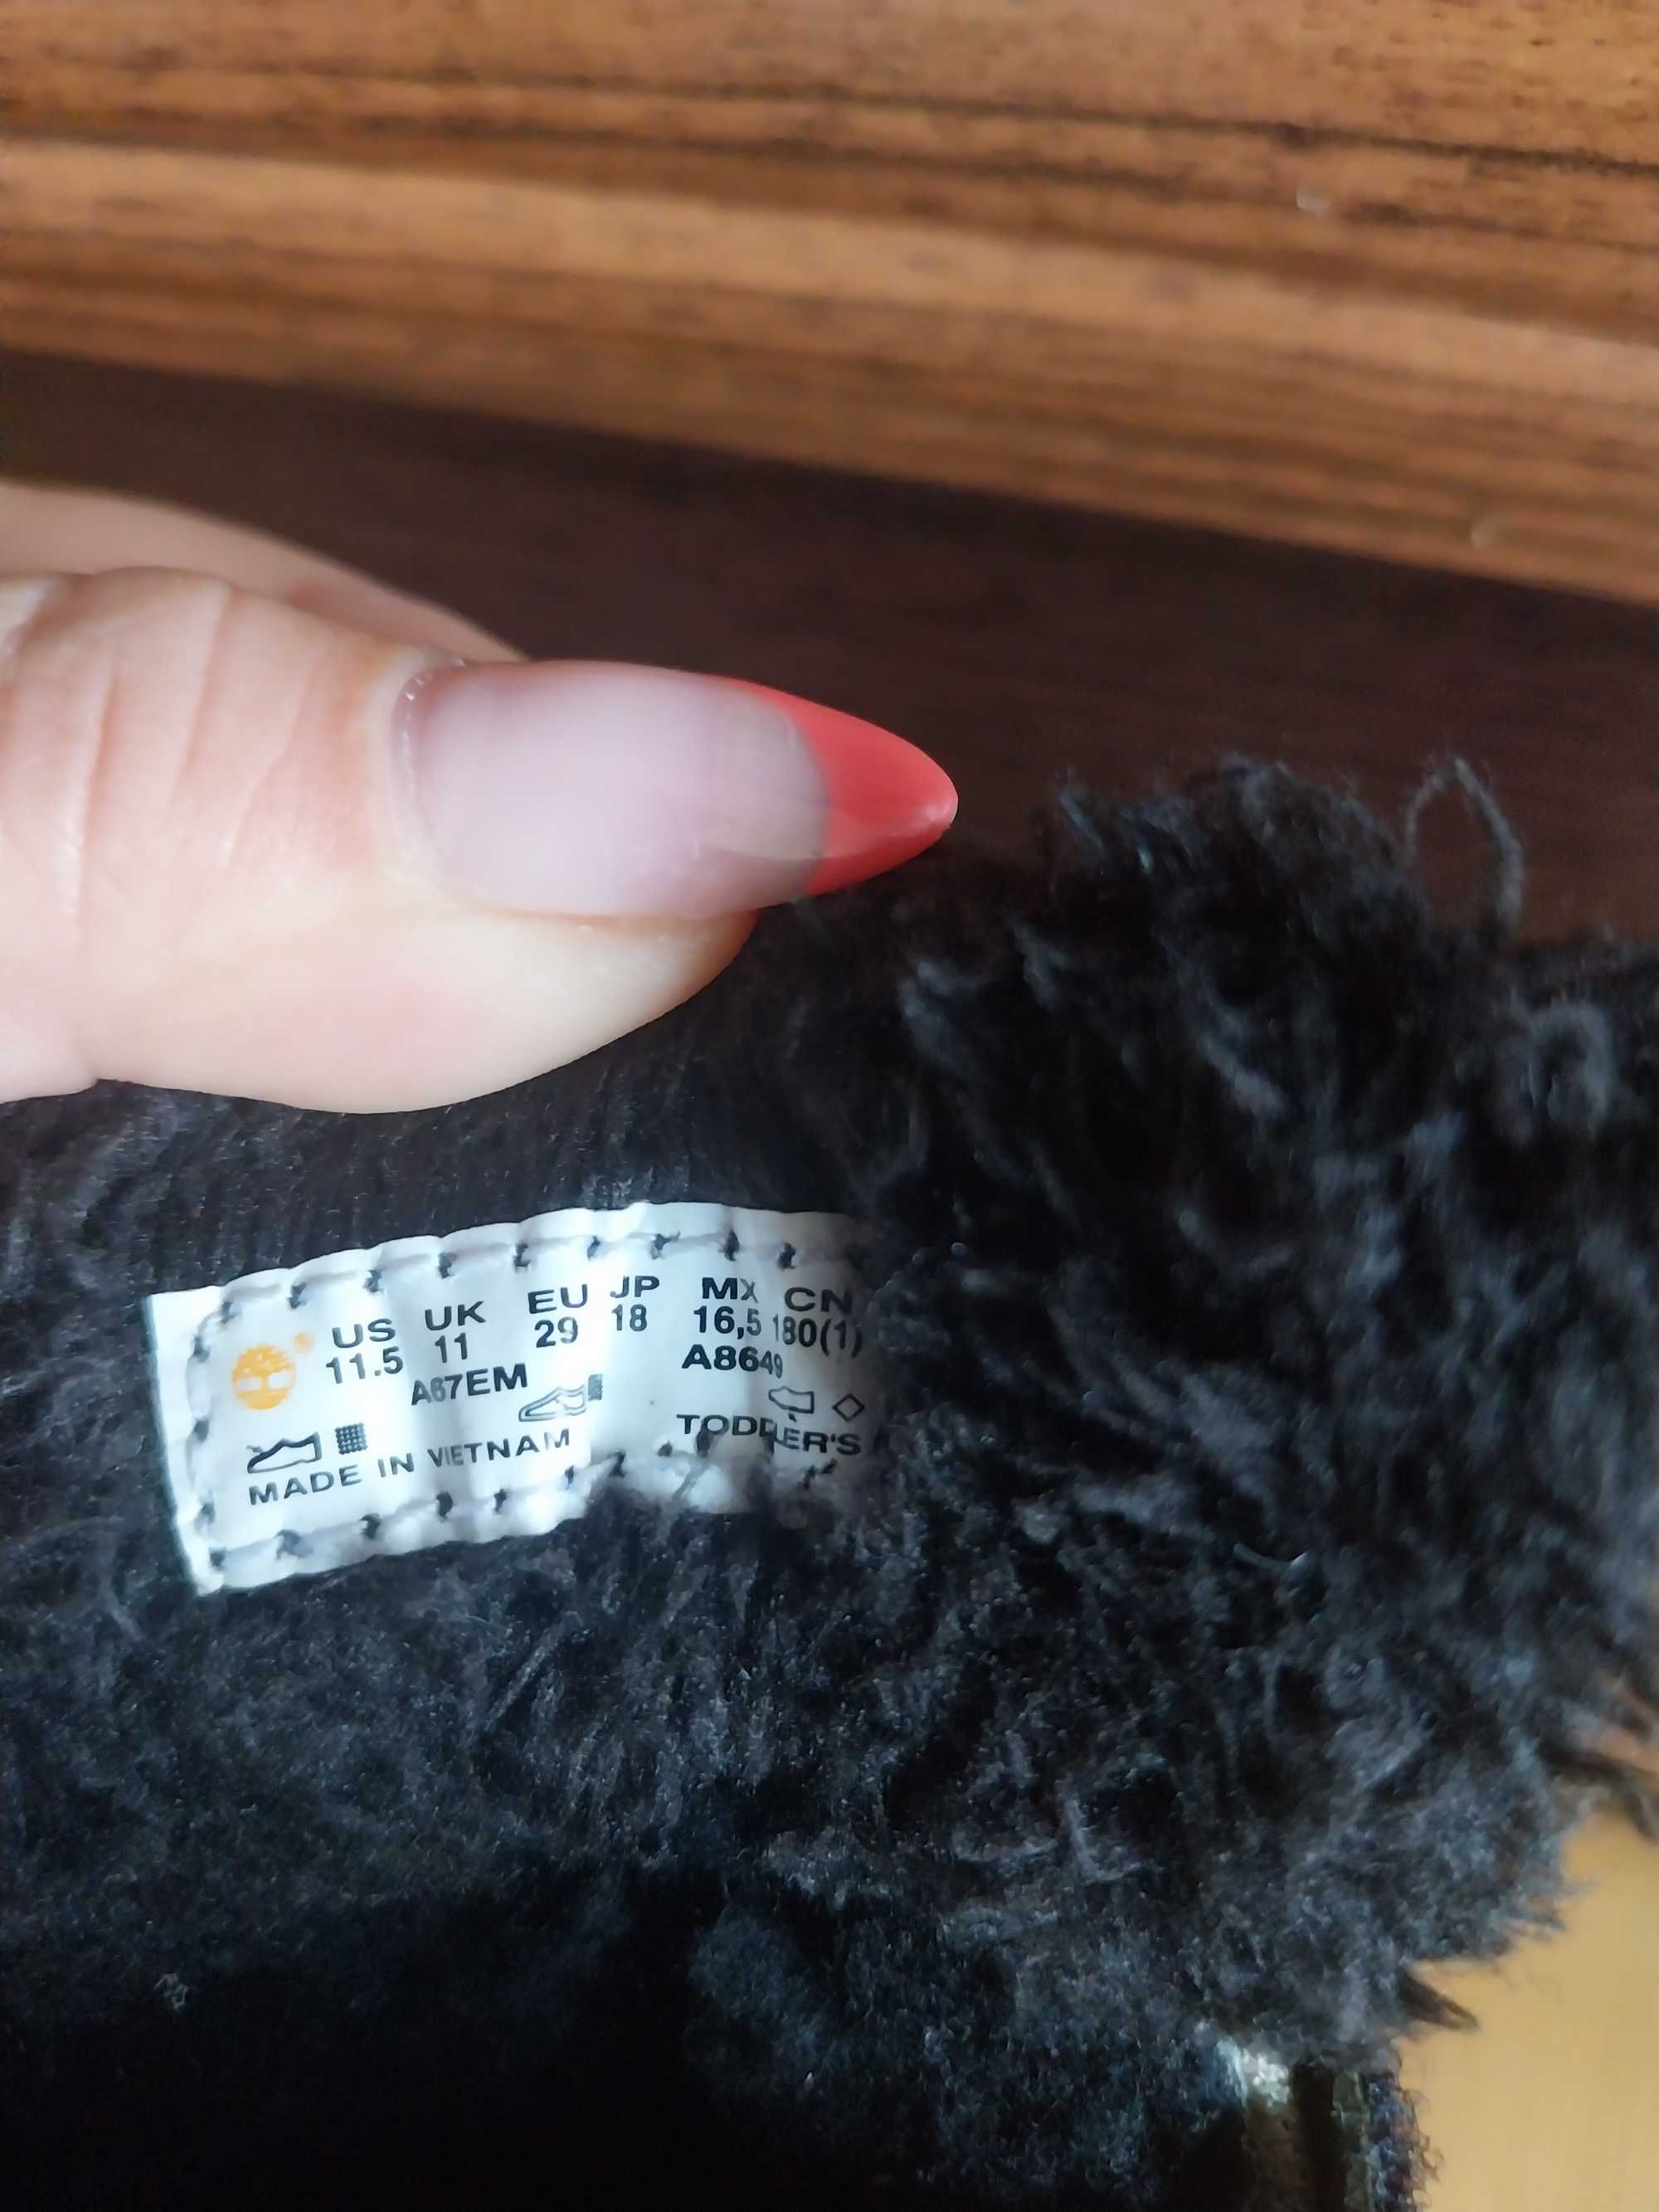 US UK EU JP MX CN
11.5 11 29 18 16,5 180(1)
A67EM A8649
MADE IN VIETNAM TODDLER'S